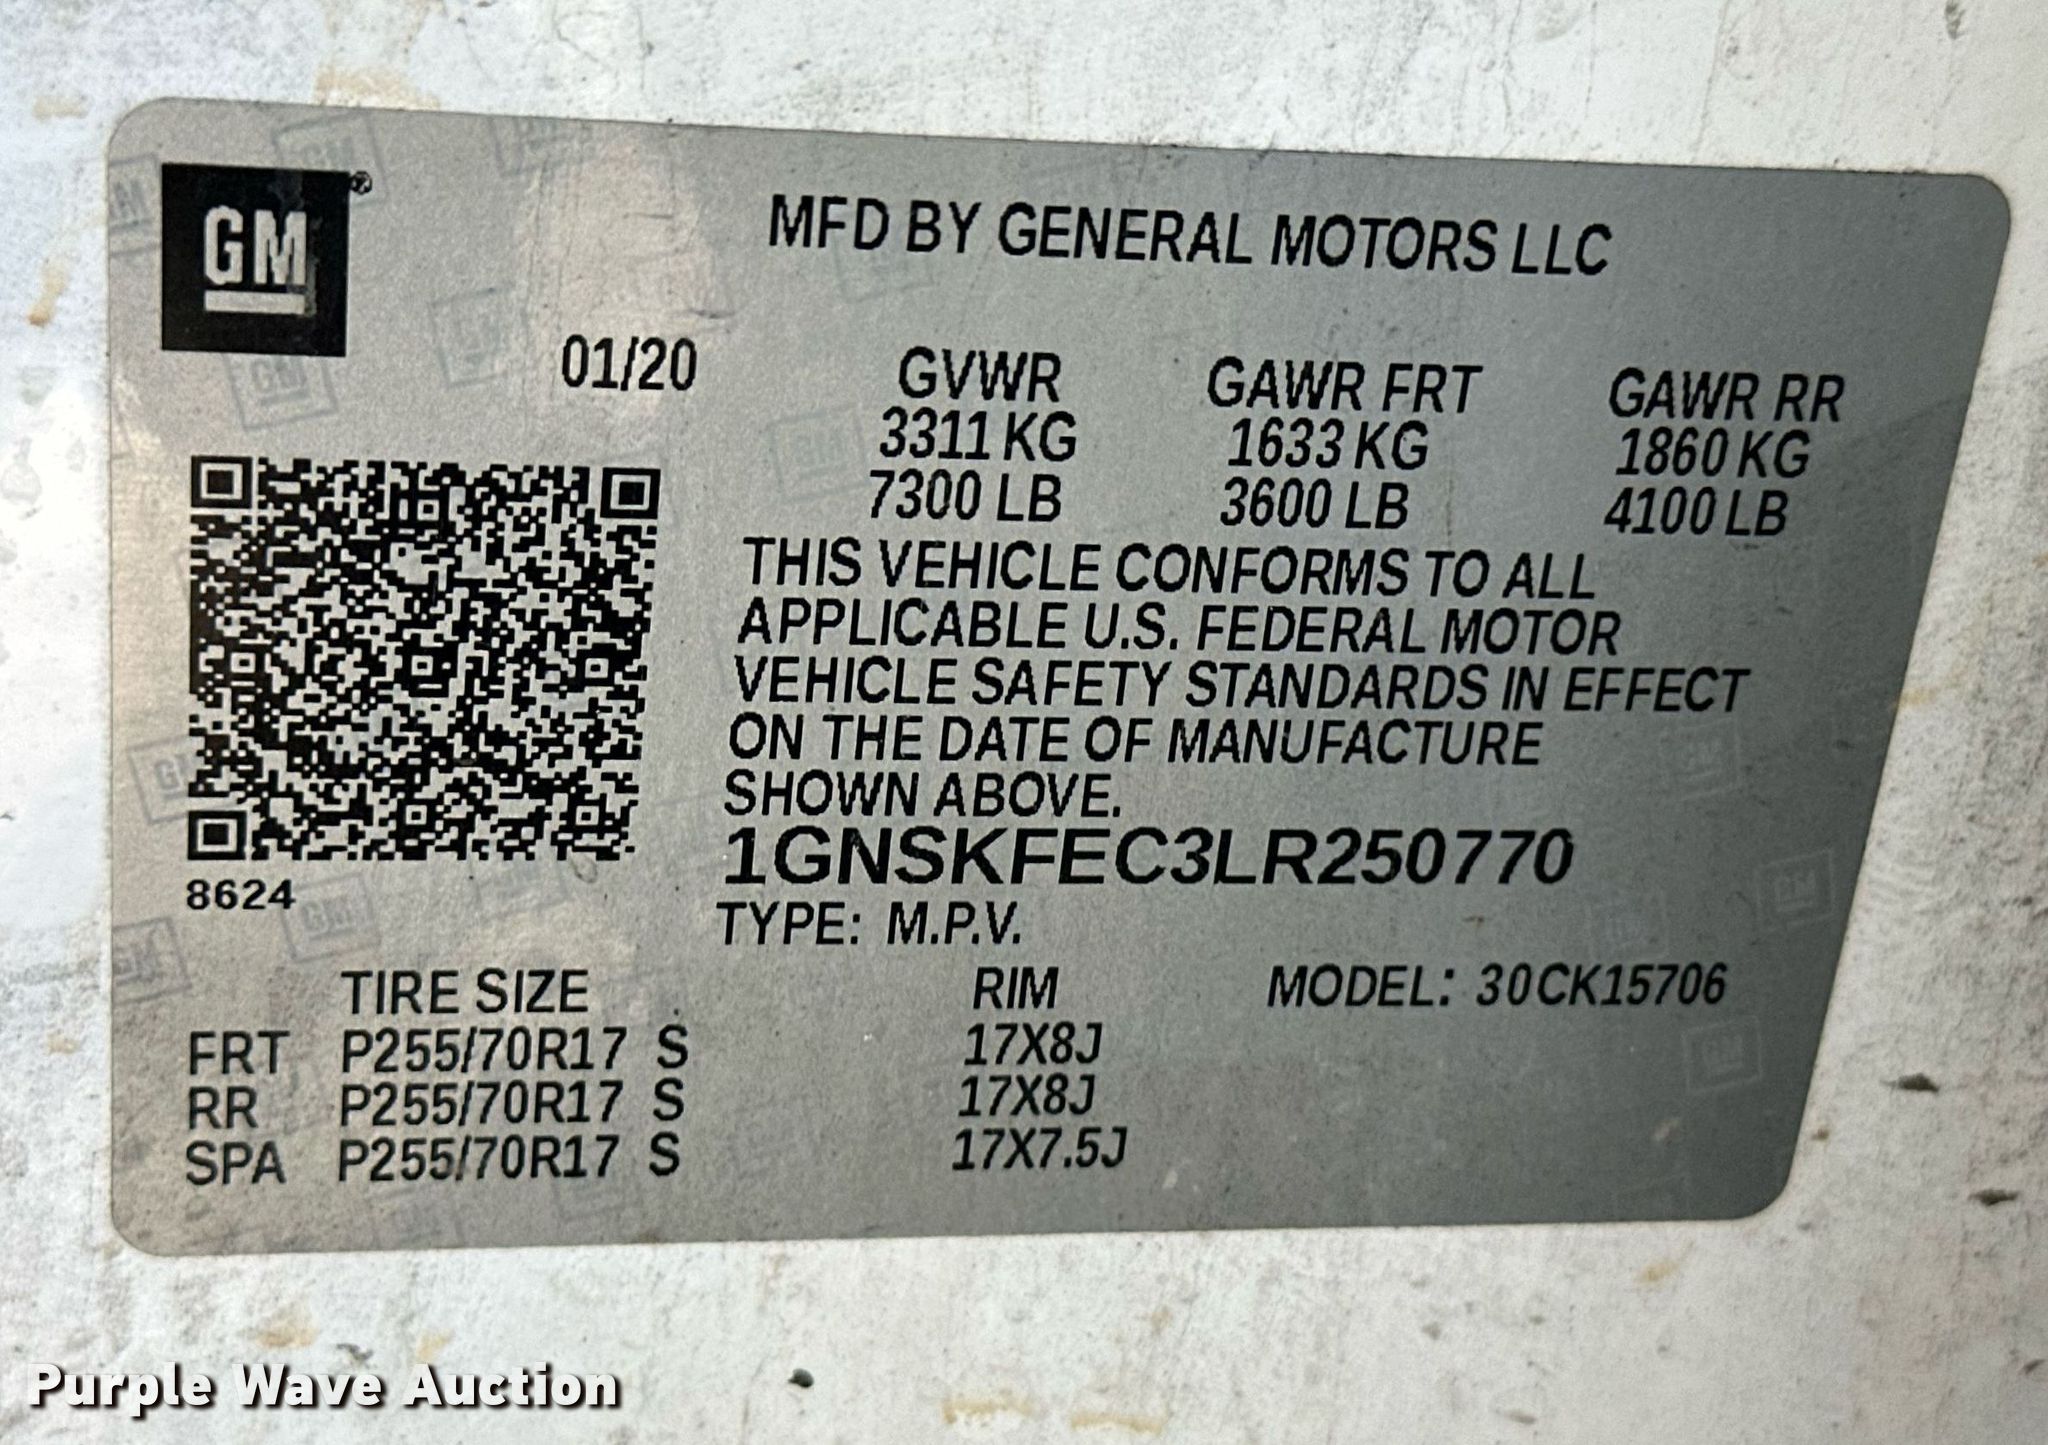 GM®
MFD BY GENERAL MOTORS LLC
01/20
GVWR GAWR FRT GAWR RR
3311 KG 1633 KG 1860 KG
7300 LB 3600 LB 4100 LB
THIS VEHICLE CONFORMS TO ALL
APPLICABLE U.S. FEDERAL MOTOR
VEHICLE SAFETY STANDARDS IN EFFECT
ON THE DATE OF MANUFACTURE
SHOWN ABOVE.
1GNSKFEC3LR250770
8624
TYPE: M.P.V.
TIRE SIZE RIM MODEL: 30CK15706
FRT P255/70R17 S 17X8J
RR P255/70R17 S 17X8J
SPA P255/70R17 S 17X7.5J
Purple Wave Auction